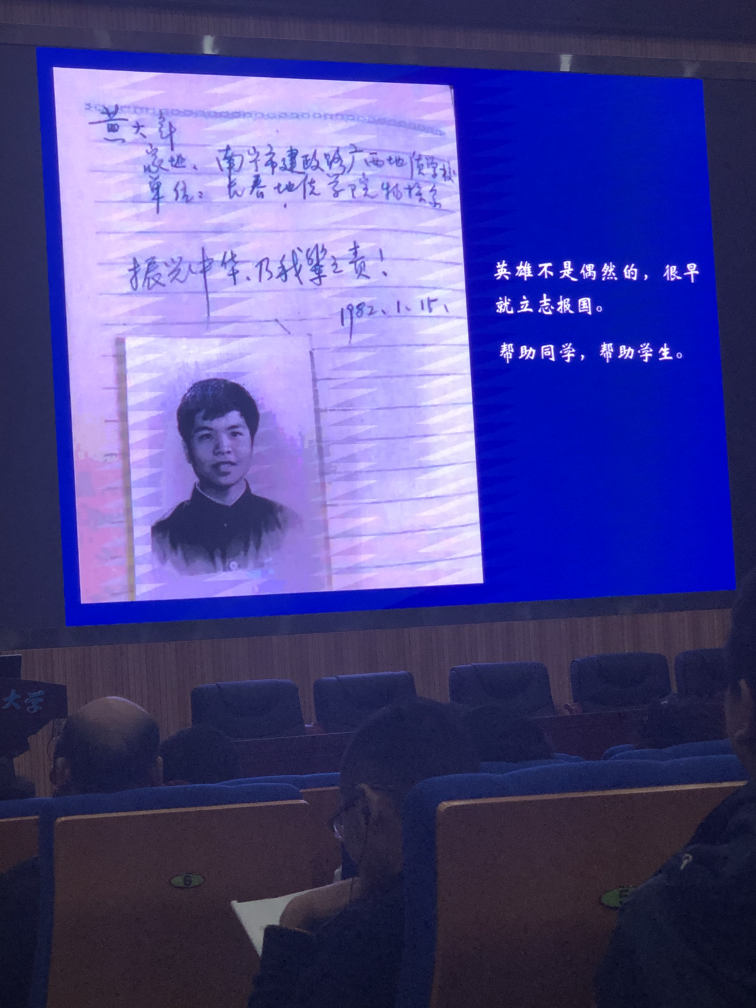 黄大年
家址、南宁市建政路广西地质学校
单位：长春地质学院物探系
振兴中华、乃我辈之责！
1982.1.15.
英雄不是偶然的，很早
就立志报国。
帮助同学，帮助学生。
大学
6
5